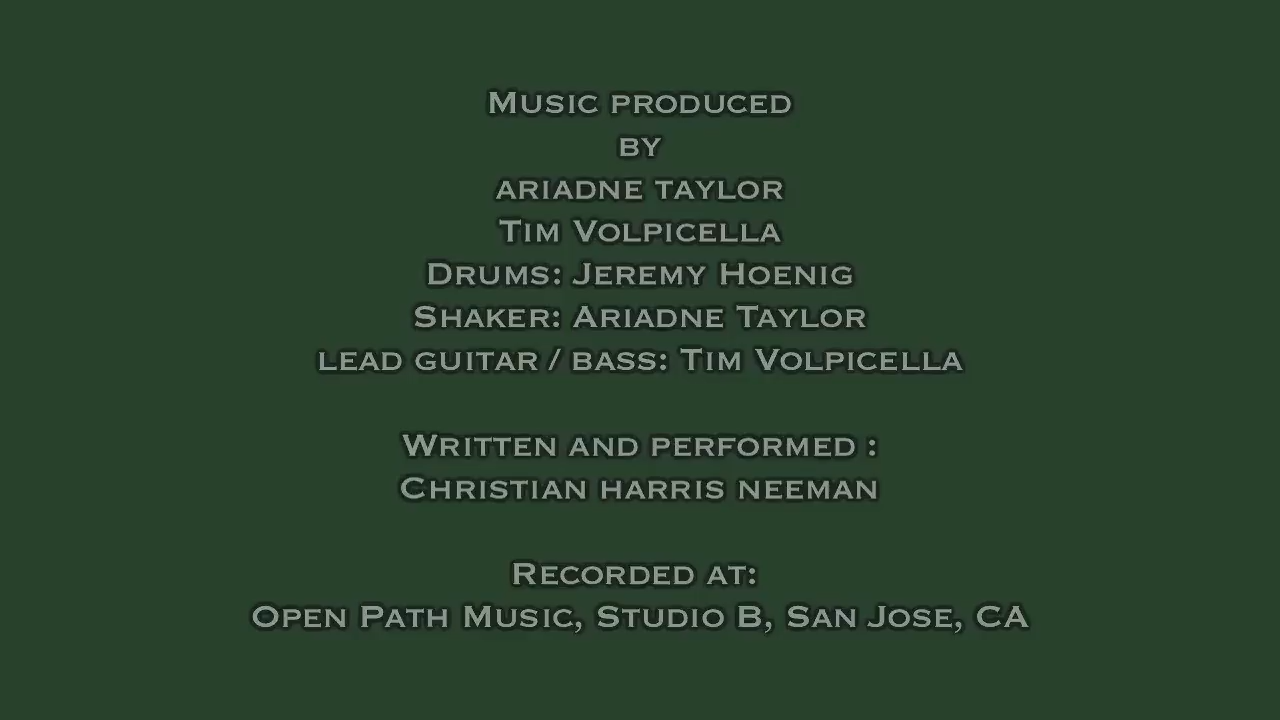 Music produced
by
ariadne taylor
Tim Volpicella
Drums: Jeremy Hoenig
Shaker: Ariadne Taylor
lead guitar / bass: Tim Volpicella
Written and performed :
Christian harris neeman
Recorded at:
Open Path Music, Studio B, San Jose, CA